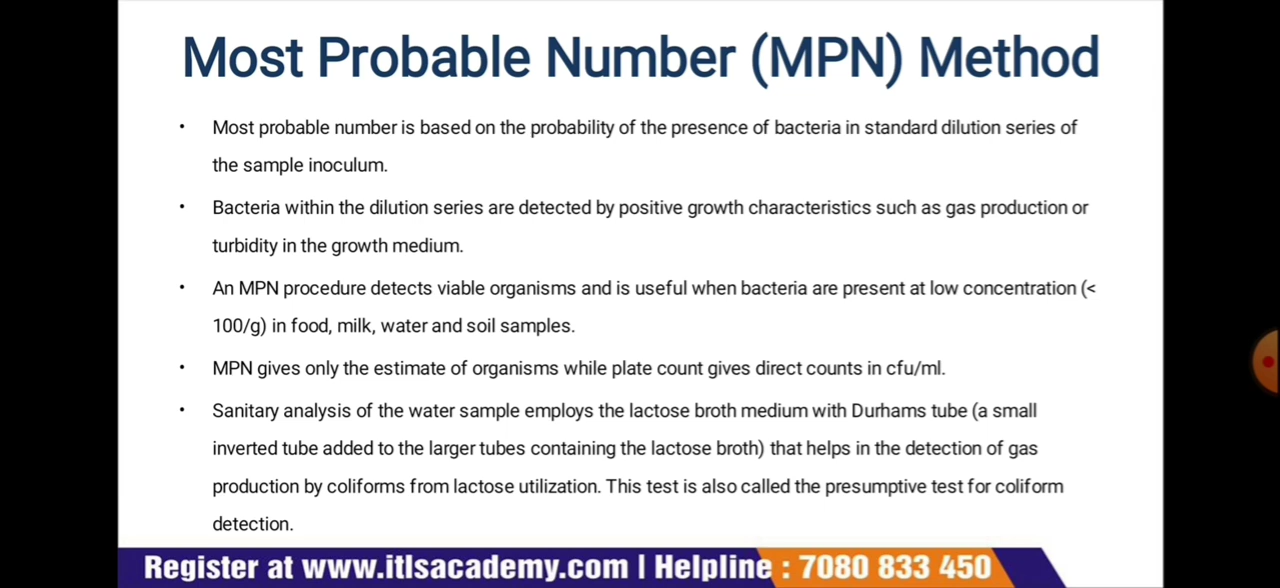 Most Probable Number (MPN) Method
• Most probable number is based on the probability of the presence of bacteria in standard dilution series of
the sample inoculum.
• Bacteria within the dilution series are detected by positive growth characteristics such as gas production or
turbidity in the growth medium.
• An MPN procedure detects viable organisms and is useful when bacteria are present at low concentration (<
100/g) in food, milk, water and soil samples.
• MPN gives only the estimate of organisms while plate count gives direct counts in cfu/ml.
• Sanitary analysis of the water sample employs the lactose broth medium with Durhams tube (a small
inverted tube added to the larger tubes containing the lactose broth) that helps in the detection of gas
production by coliforms from lactose utilization. This test is also called the presumptive test for coliform
detection.
Register at www.itlsacademy.com | Helpline : 7080 833 450